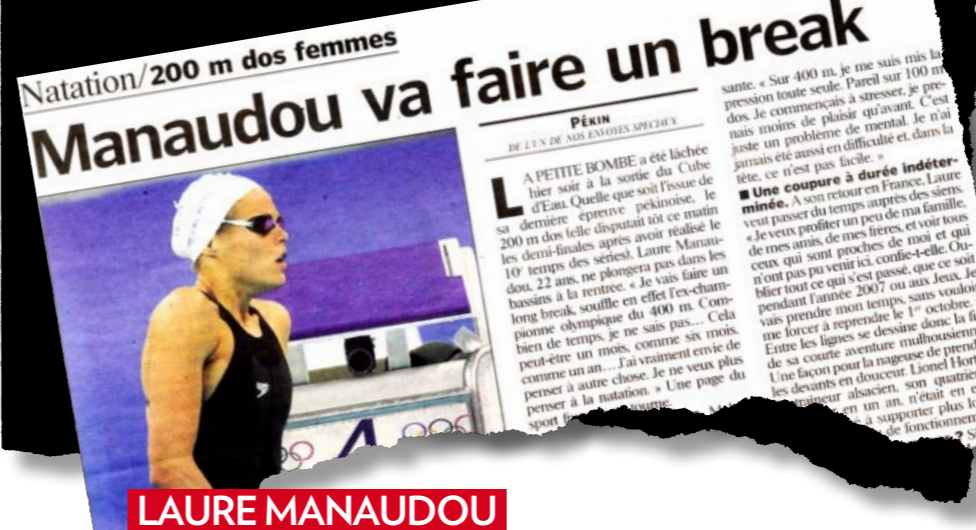 Natation/200 m dos femmes
Manaudou va faire un break
PÉKIN
DE L'UN DE NOS ENVOYÉS SPÉCIAUX
LA PETITE BOMBE a été lâchée
hier soir à la sortie du Cube
d'Eau. Quelle que soit l'issue de
sa dernière épreuve pékinoise, le
200 m dos (elle disputait tôt ce matin
les demi-finales après avoir réalisé le
10e temps des séries), Laure Manau-
dou, 22 ans, ne plongera pas dans les
bassins à la rentrée. « Je vais faire un
long break, souffle en effet l'ex-cham-
pionne olympique du 400 m. Com-
bien de temps, je ne sais pas... Cela
peut-être un mois, comme six mois,
comme un an... J'ai vraiment envie de
penser à autre chose. Je ne veux plus
penser à la natation. » Une page du
sport
tourne.
sante. « Sur 400 m, je me suis mis la
pression toute seule. Pareil sur 100 m
dos. Je commençais à stresser, je pre-
nais moins de plaisir qu'avant. C'est
juste un problème de mental. Je n'ai
jamais été aussi en difficulté et, dans la
tête, ce n'est pas facile. »
■ Une coupure à durée indéter-
minée. A son retour en France, Laure
veut passer du temps auprès des siens.
« Je veux profiter un peu de ma famille,
de mes amis, de mes frères, et voir tous
ceux qui sont proches de moi et qui
n'ont pas pu venir ici, confie-t-elle. Ou-
blier tout ce qui s'est passé, que ce soit
pendant l'année 2007 ou aux Jeux. Je
vais prendre mon temps, sans vouloi
me forcer à reprendre le 1er octobre.
Entre les lignes se dessine donc la fi
de sa courte aventure mulhousienn
Une façon pour la nageuse de prend
les devants en douceur. Lionel Hor
traîneur alsacien, son quatriè
en un an, n'était en
à supporter plus
de fonctionnem
?
LAURE MANAUDOU